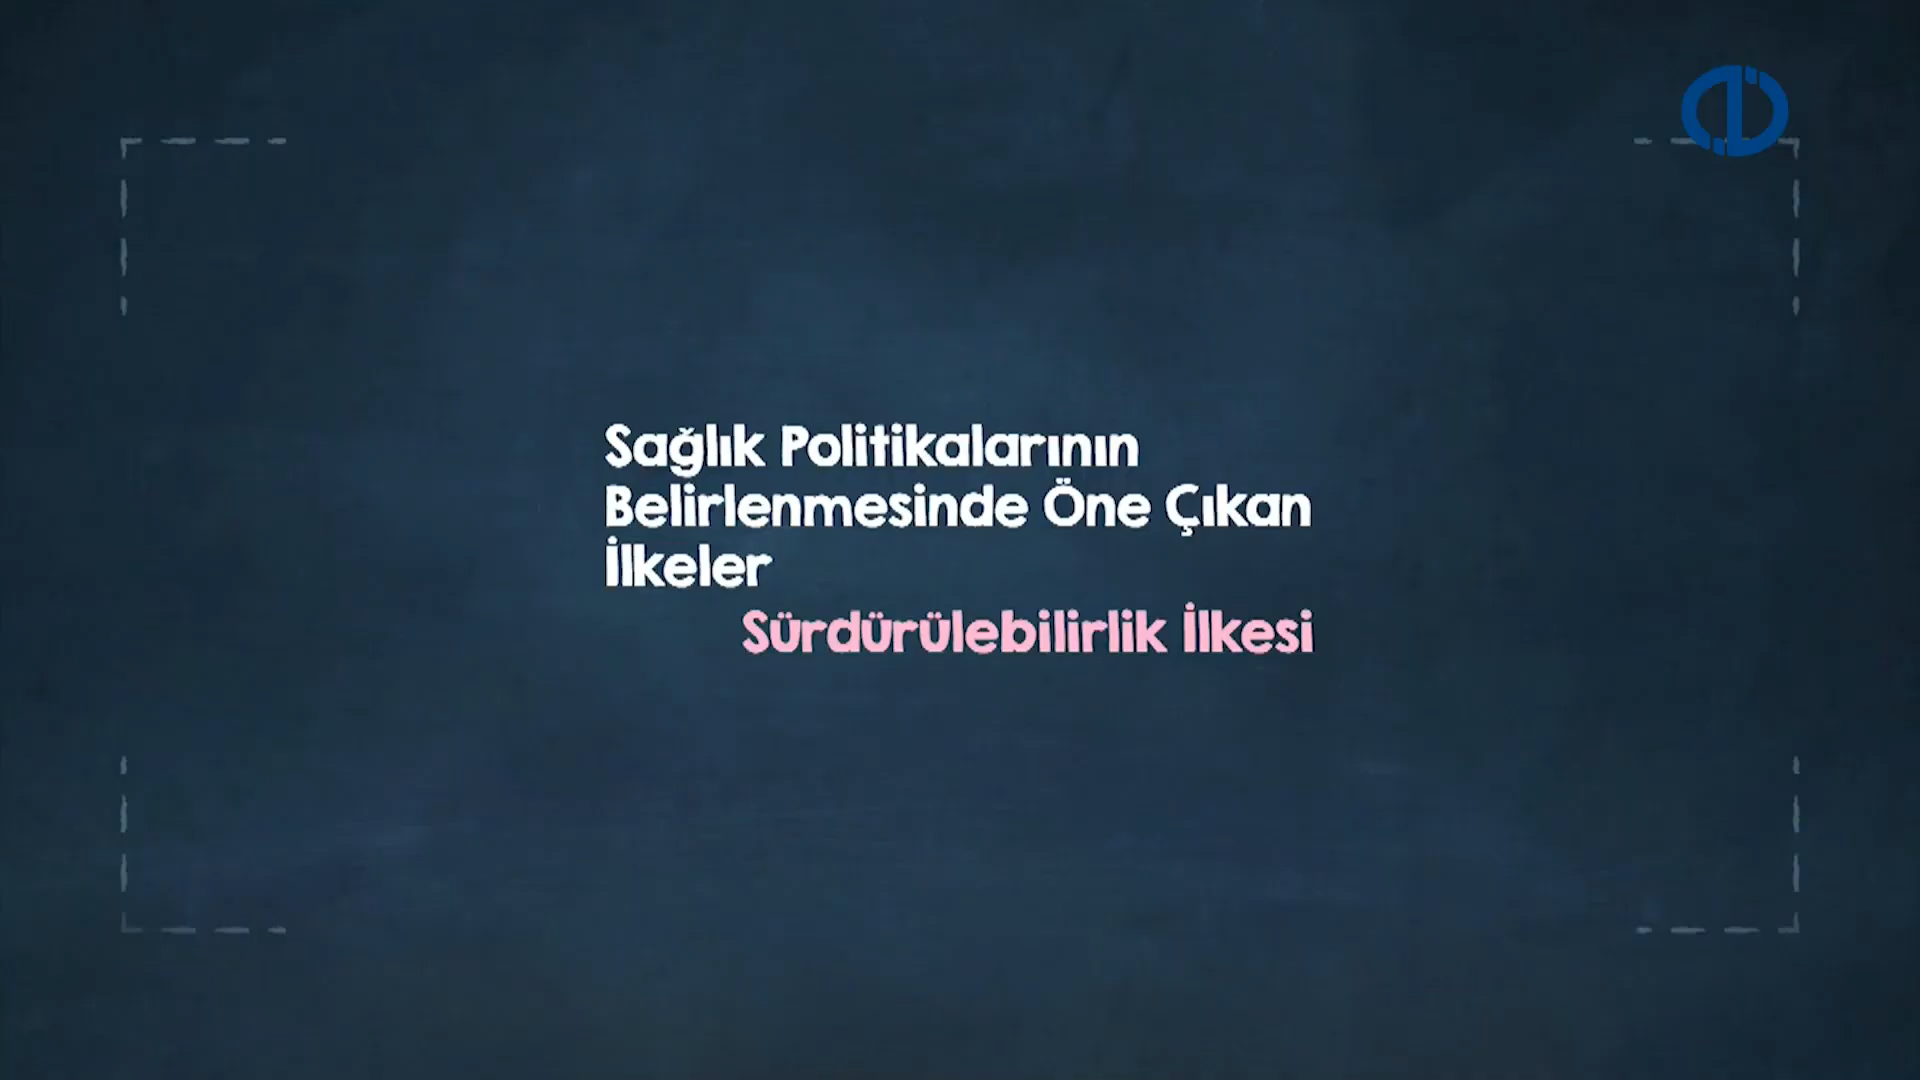 Sağlık Politikalarının
Belirlenmesinde Öne Çıkan
İlkeler
Sürdürülebilirlik İlkesi